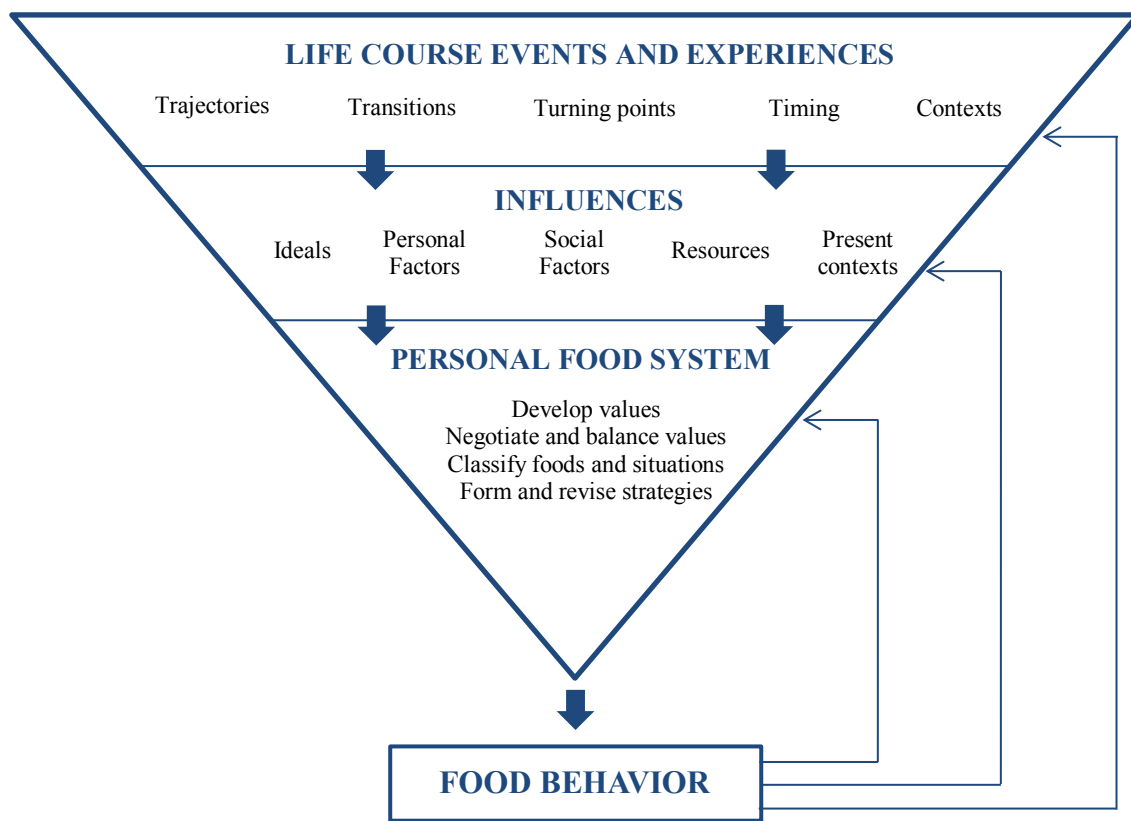 LIFE COURSE EVENTS AND EXPERIENCES
Trajectories Transitions Turning points Timing Contexts
INFLUENCES
Ideals Personal Factors Social Factors Resources Present contexts
PERSONAL FOOD SYSTEM
Develop values
Negotiate and balance values
Classify foods and situations
Form and revise strategies
FOOD BEHAVIOR